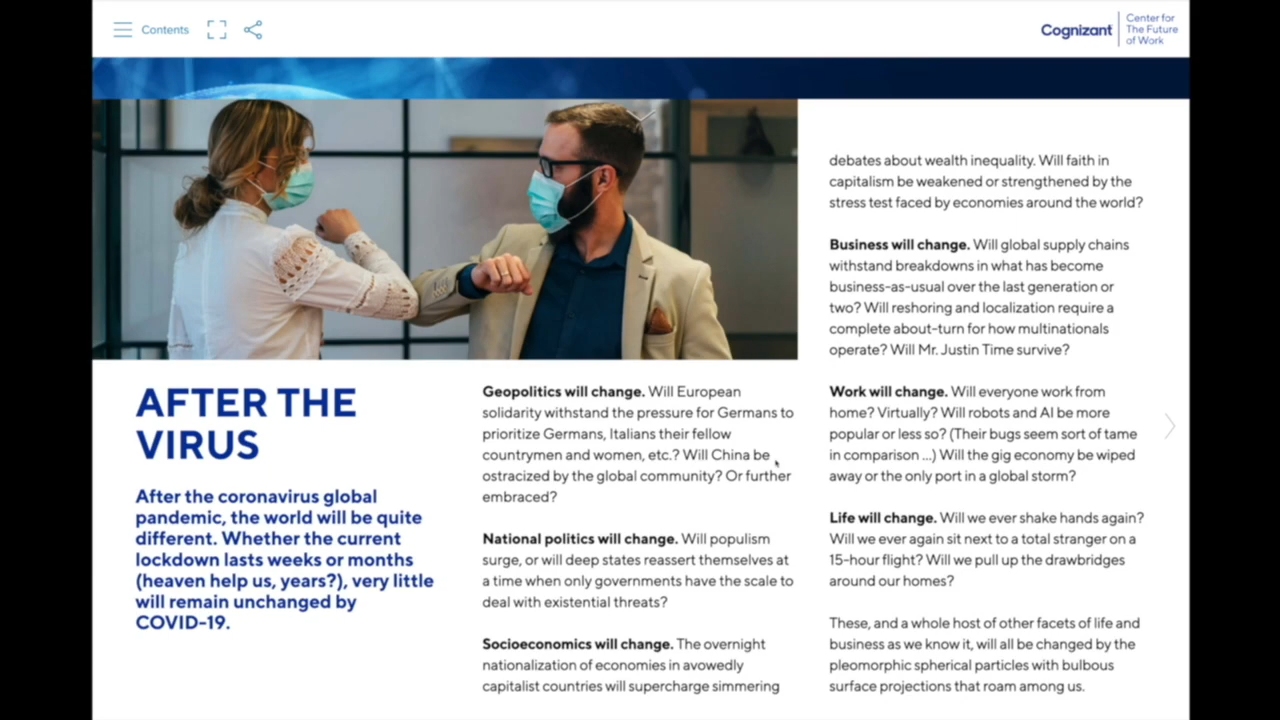 Contents
Cognizant
Center for
The Future
of Work
AFTER THE
VIRUS
After the coronavirus global
pandemic, the world will be quite
different. Whether the current
lockdown lasts weeks or months
(heaven help us, years?), very little
will remain unchanged by
COVID-19.
Geopolitics will change. Will European
solidarity withstand the pressure for Germans to
prioritize Germans, Italians their fellow
countrymen and women, etc.? Will China be
ostracized by the global community? Or further
embraced?
National politics will change. Will populism
surge, or will deep states reassert themselves at
a time when only governments have the scale to
deal with existential threats?
Socioeconomics will change. The overnight
nationalization of economies in avowedly
capitalist countries will supercharge simmering
debates about wealth inequality. Will faith in
capitalism be weakened or strengthened by the
stress test faced by economies around the world?
Business will change. Will global supply chains
withstand breakdowns in what has become
business-as-usual over the last generation or
two? Will reshoring and localization require a
complete about-turn for how multinationals
operate? Will Mr. Justin Time survive?
Work will change. Will everyone work from
home? Virtually? Will robots and AI be more
popular or less so? (Their bugs seem sort of tame
in comparison ...) Will the gig economy be wiped
away or the only port in a global storm?
Life will change. Will we ever shake hands again?
Will we ever again sit next to a total stranger on a
15-hour flight? Will we pull up the drawbridges
around our homes?
These, and a whole host of other facets of life and
business as we know it, will all be changed by the
pleomorphic spherical particles with bulbous
surface projections that roam among us.